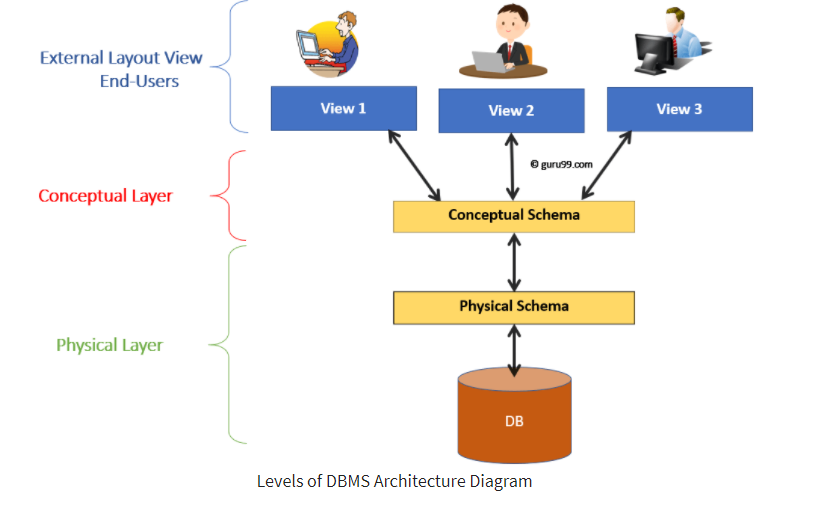 External Layout View
End-Users
View 1
View 2
View 3
© guru99.com
Conceptual Layer
Conceptual Schema
Physical Schema
Physical Layer
DB
Levels of DBMS Architecture Diagram